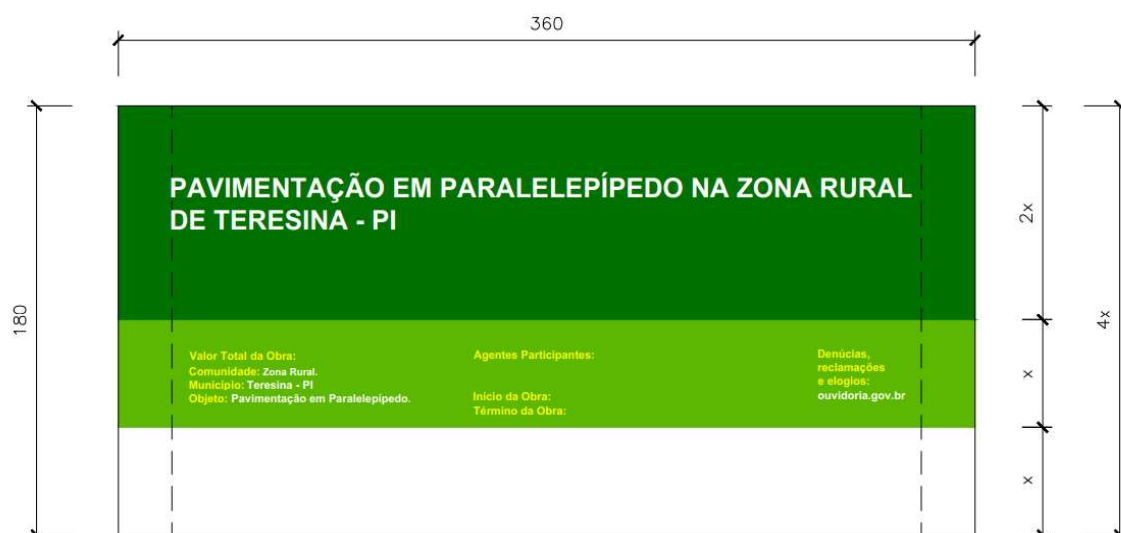 360
PAVIMENTAÇÃO EM PARALELEPÍPEDO NA ZONA RURAL
DE TERESINA - PI
2x
180
4x
Valor Total da Obra:
Comunidade: Zona Rural.
Município: Teresina - PI
Objeto: Pavimentação em Paralelepípedo.
Agentes Participantes:
Início da Obra:
Término da Obra:
Denúcias,
reclamações
e elogios:
ouvidoria.gov.br
x
x